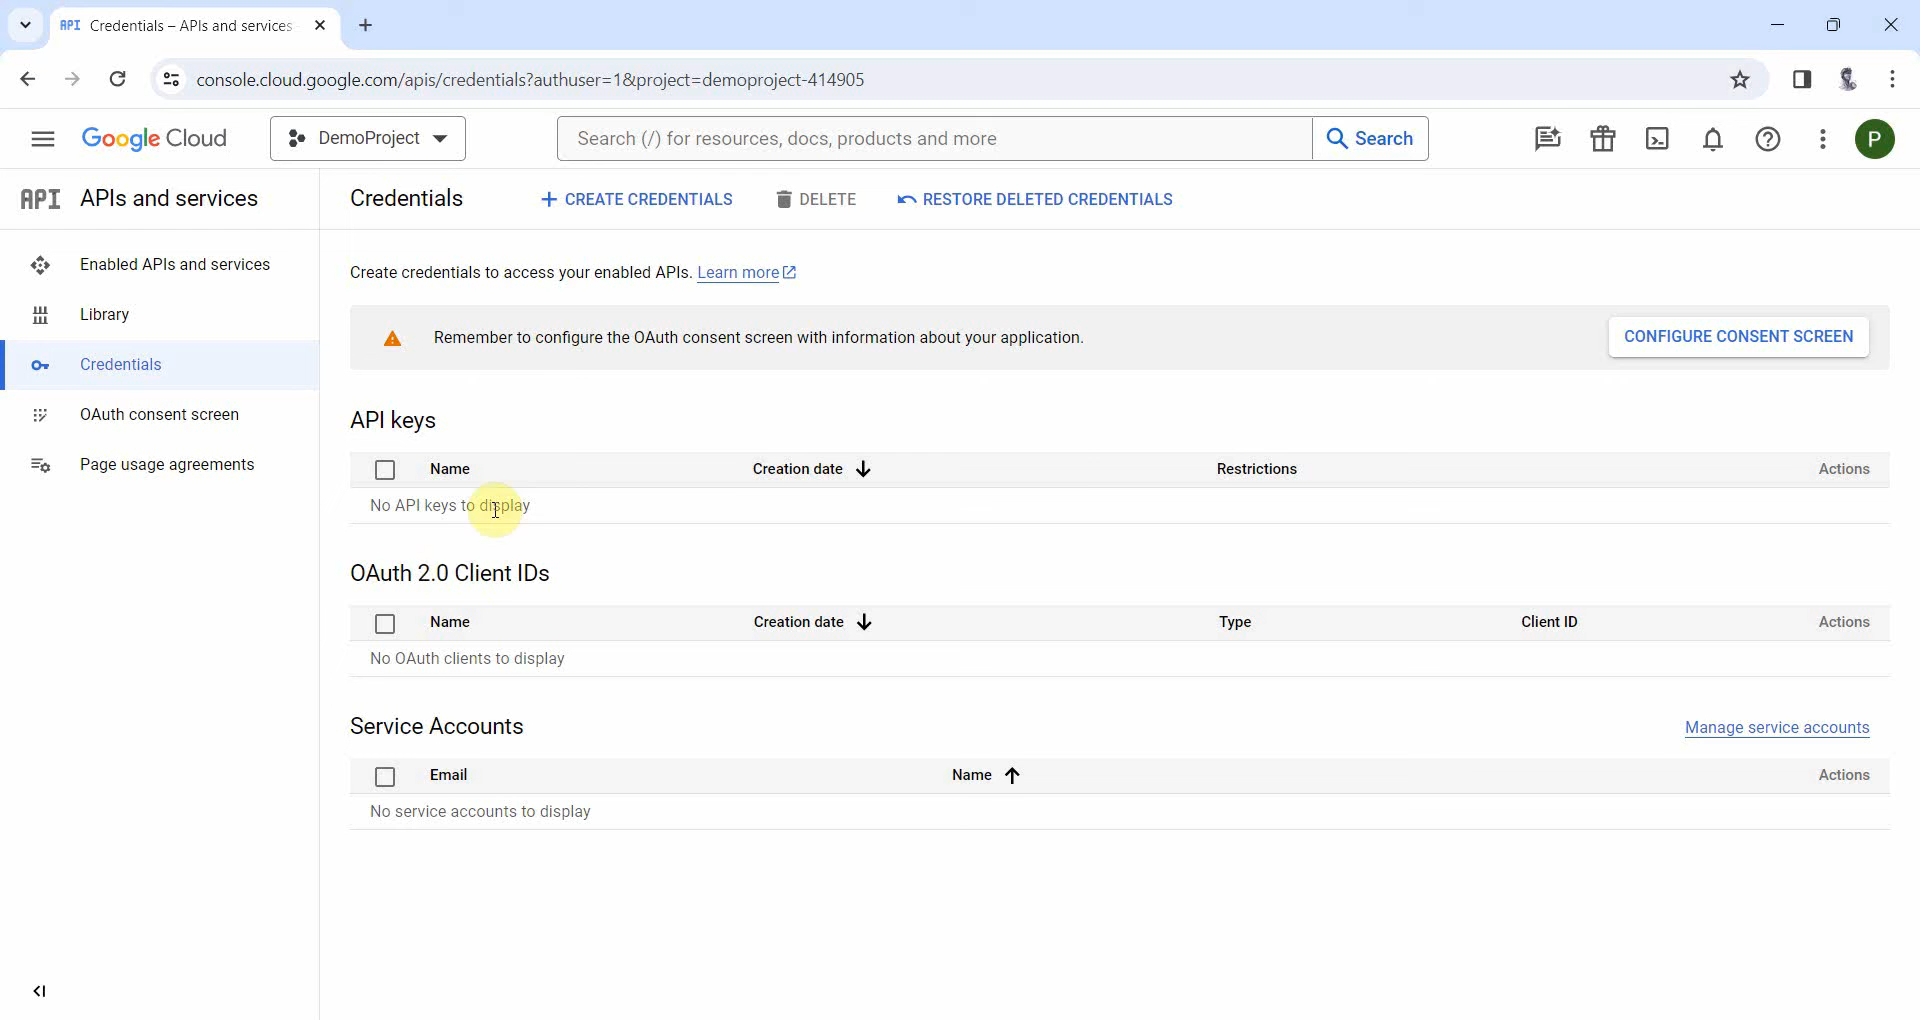 API Credentials – APIs and services
console.cloud.google.com/apis/credentials?authuser=1&project=demoproject-414905
Google Cloud DemoProject Search (/) for resources, docs, products and more Search P
API APIs and services Credentials CREATE CREDENTIALS DELETE RESTORE DELETED CREDENTIALS
Enabled APIs and services
Library
Credentials
OAuth consent screen
Page usage agreements
Create credentials to access your enabled APIs. Learn more
Remember to configure the OAuth consent screen with information about your application. CONFIGURE CONSENT SCREEN
API keys
Name Creation date Restrictions Actions
No API keys to display
OAuth 2.0 Client IDs
Name Creation date Type Client ID Actions
No OAuth clients to display
Service Accounts Manage service accounts
Email Name Actions
No service accounts to display